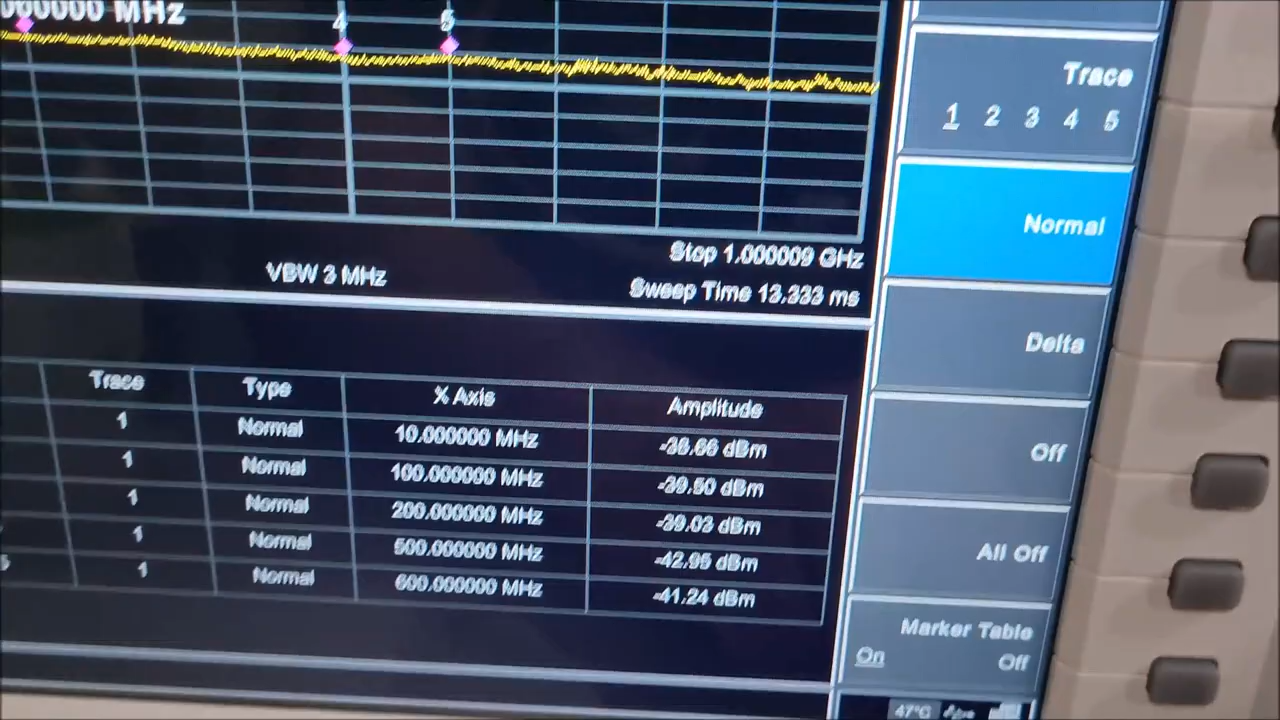 000000 MHz
4 5
Trace
1 2 3 4 5
Normal
Stop 1.000009 GHz
VBW 3 MHz
Sweep Time 13.333 ms
Delta
Trace Type X Axis Amplitude
1 Normal 10.000000 MHz -38.66 dBm
1 Normal 100.000000 MHz -39.50 dBm
1 Normal 200.000000 MHz -39.03 dBm
1 Normal 500.000000 MHz -42.95 dBm
5 1 Normal 600.000000 MHz -41.24 dBm
Off
All Off
Marker Table
On Off
47°C